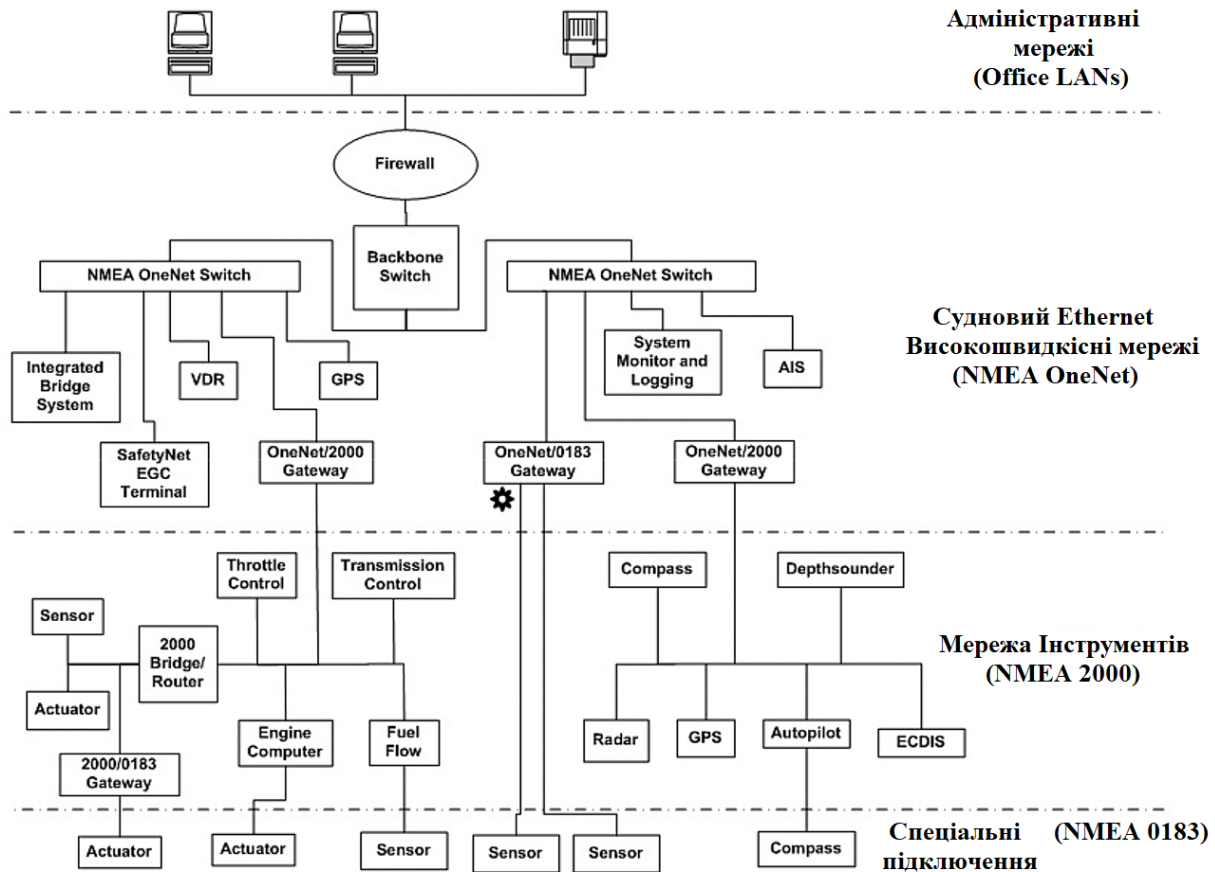 Адміністративні
мережі
(Office LANs)
Firewall
Backbone
Switch
NMEA OneNet Switch
NMEA OneNet Switch
Integrated
Bridge
System
VDR
GPS
System
Monitor and
Logging
AIS
Судновий Ethernet
Високошвидкісні мережі
(NMEA OneNet)
SafetyNet
EGC
Terminal
OneNet/2000
Gateway
OneNet/0183
Gateway
OneNet/2000
Gateway
Throttle
Control
Transmission
Control
Compass
Depthsounder
Sensor
2000
Bridge/
Router
Actuator
Engine
Computer
Fuel
Flow
Radar
GPS
Autopilot
ECDIS
Мережа Інструментів
(NMEA 2000)
2000/0183
Gateway
Actuator
Actuator
Sensor
Sensor
Sensor
Compass
Спеціальні (NMEA 0183)
підключення